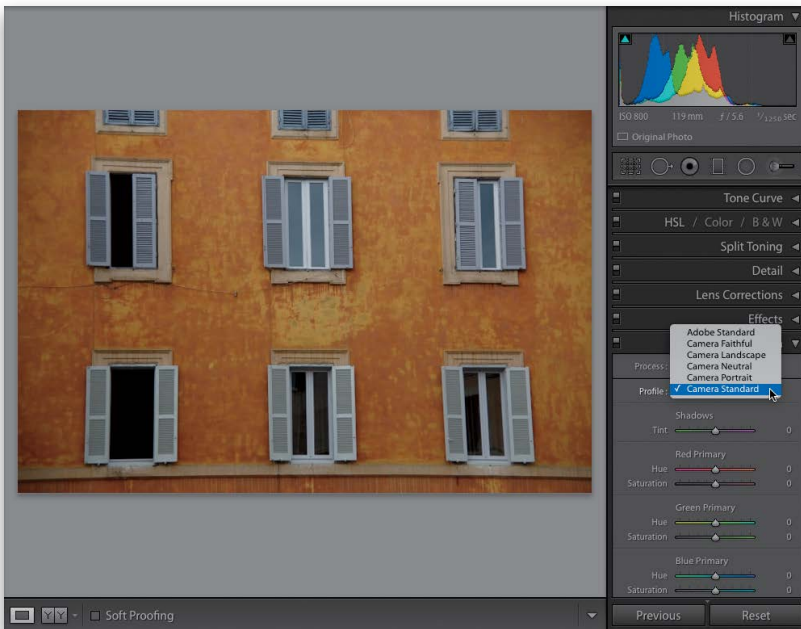 Histogram
ISO 800 119 mm ƒ / 5.6 1/1250 sec
Original Photo
Tone Curve
HSL / Color / B & W
Split Toning
Detail
Lens Corrections
Effects
Adobe Standard
Camera Faithful
Camera Landscape
Camera Neutral
Camera Portrait
Process :
Profile : ✓ Camera Standard
Shadows
Tint 0
Red Primary
Hue 0
Saturation 0
Green Primary
Hue 0
Saturation 0
Blue Primary
Hue 0
Saturation 0
Y Y Soft Proofing
Previous Reset